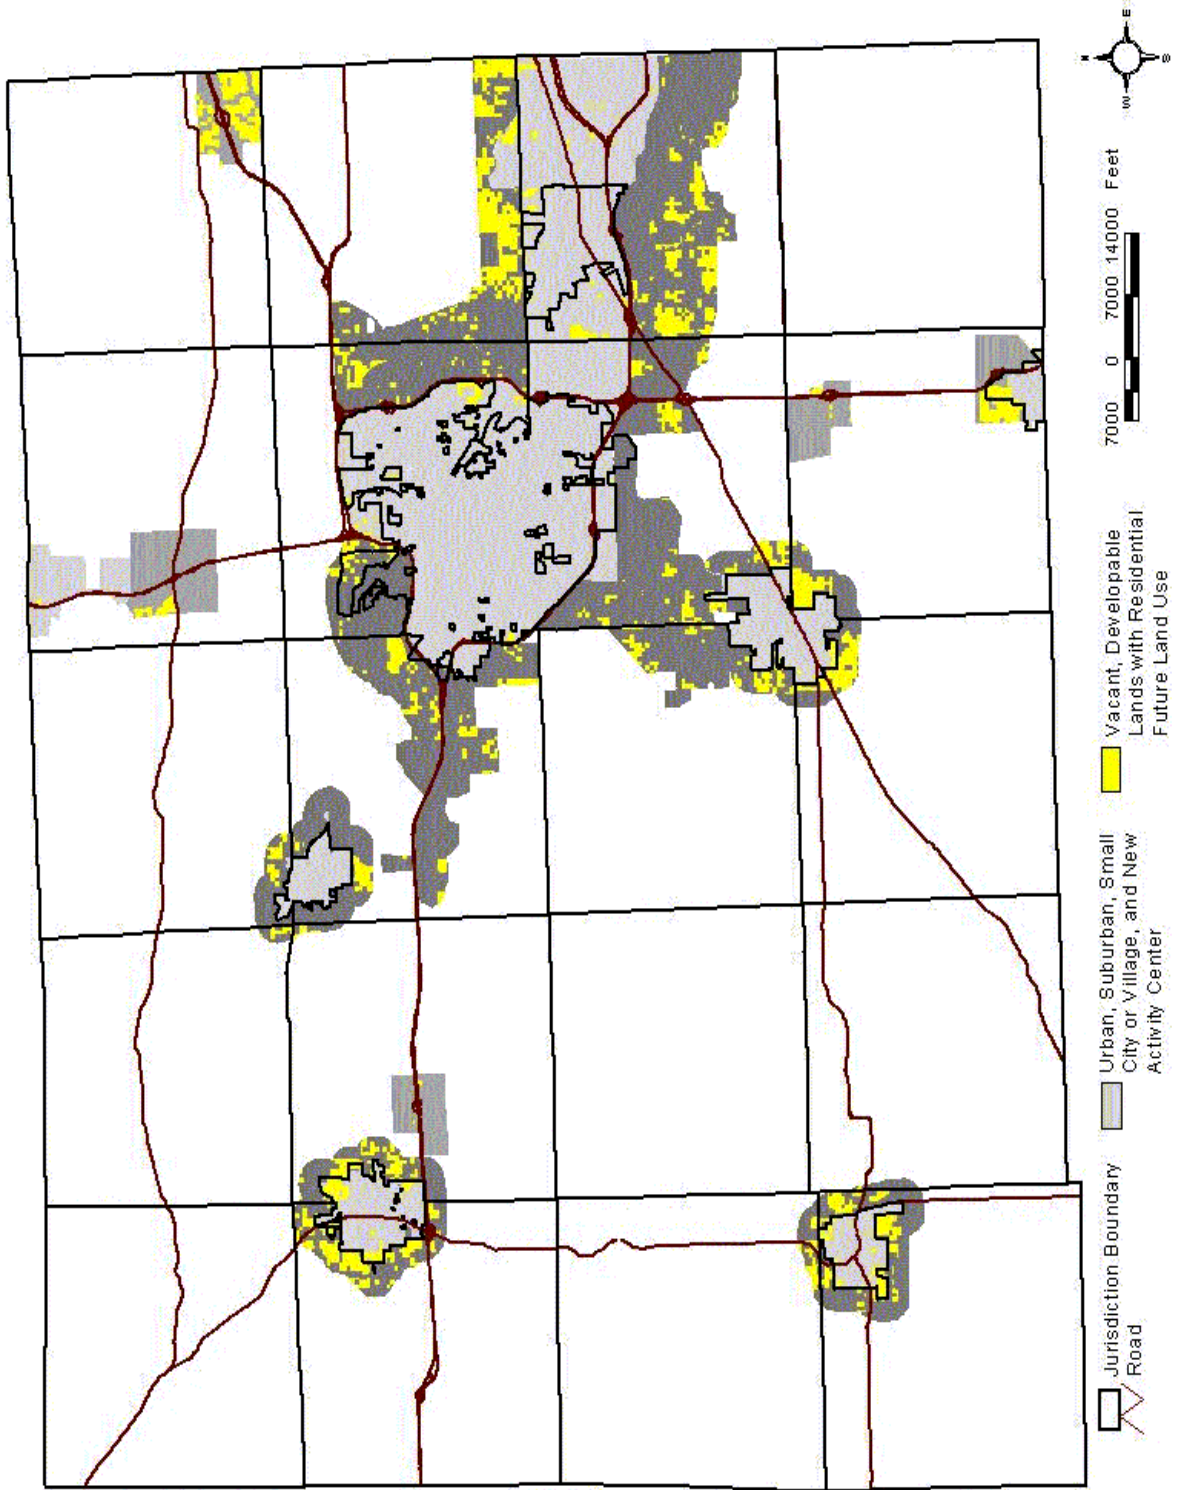 Jurisdiction Boundary
Road
Urban, Suburban, Small
City or Village, and New
Activity Center
Vacant, Developable
Lands with Residential
Future Land Use
7000 0 7000 14000 Feet
N
W E
S